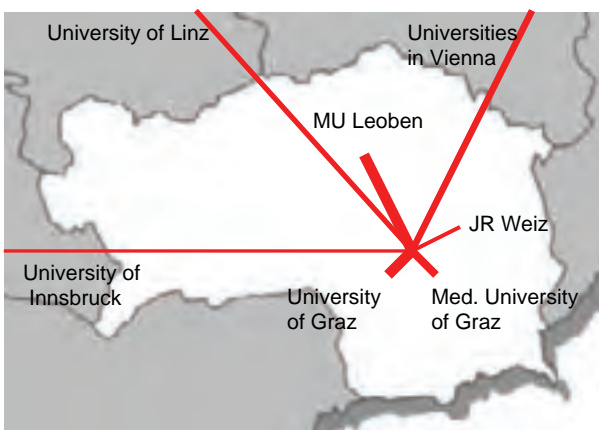 University of Linz
Universities
in Vienna
MU Leoben
JR Weiz
University of
Innsbruck
University
of Graz
Med. University
of Graz